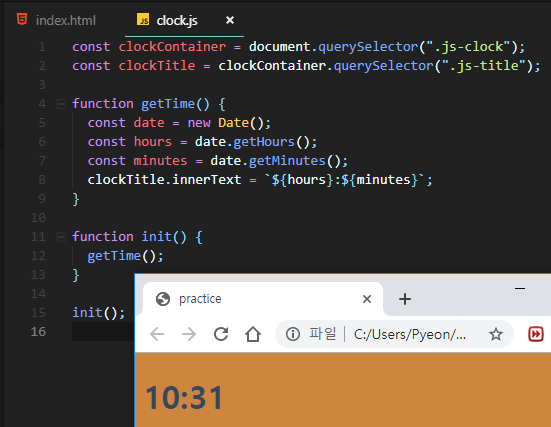 index.html
JS clock.js
1 const clockContainer = document.querySelector(".js-clock");
2 const clockTitle = clockContainer.querySelector(".js-title");
3
4 function getTime() {
5 const date = new Date();
6 const hours = date.getHours();
7 const minutes = date.getMinutes();
8 clockTitle.innerText = `${hours}:${minutes}`;
9 }
10
11 function init() {
12 getTime();
13 }
14
15 init();
16
practice
파일 C:/Users/Pyeon/...
10:31